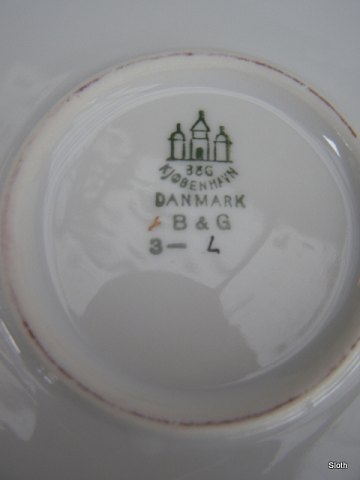 B&G
KJØBENHAVN
DANMARK
B & G
3— L
Sloth